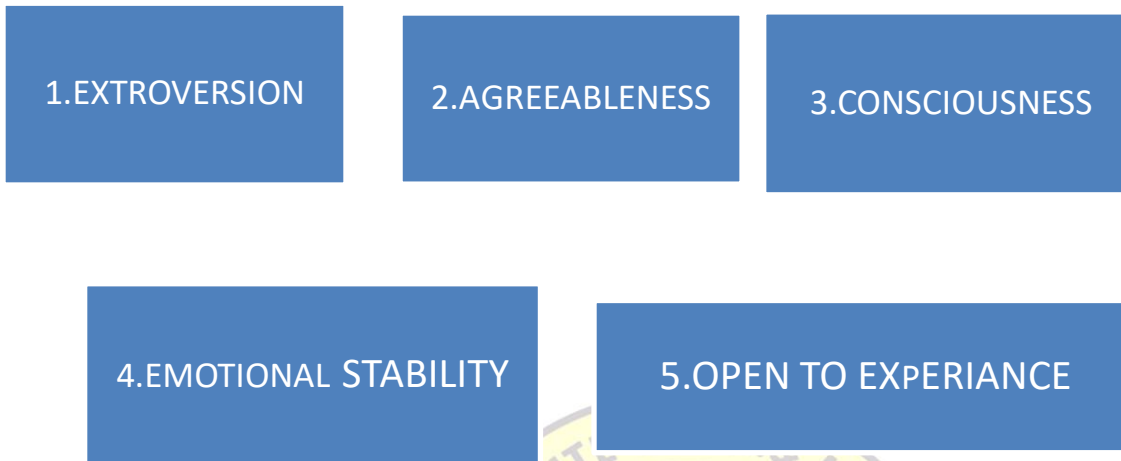 1.EXTROVERSION
2.AGREEABLENESS
3.CONSCIOUSNESS
4.EMOTIONAL STABILITY
5.OPEN TO EXPERIANCE